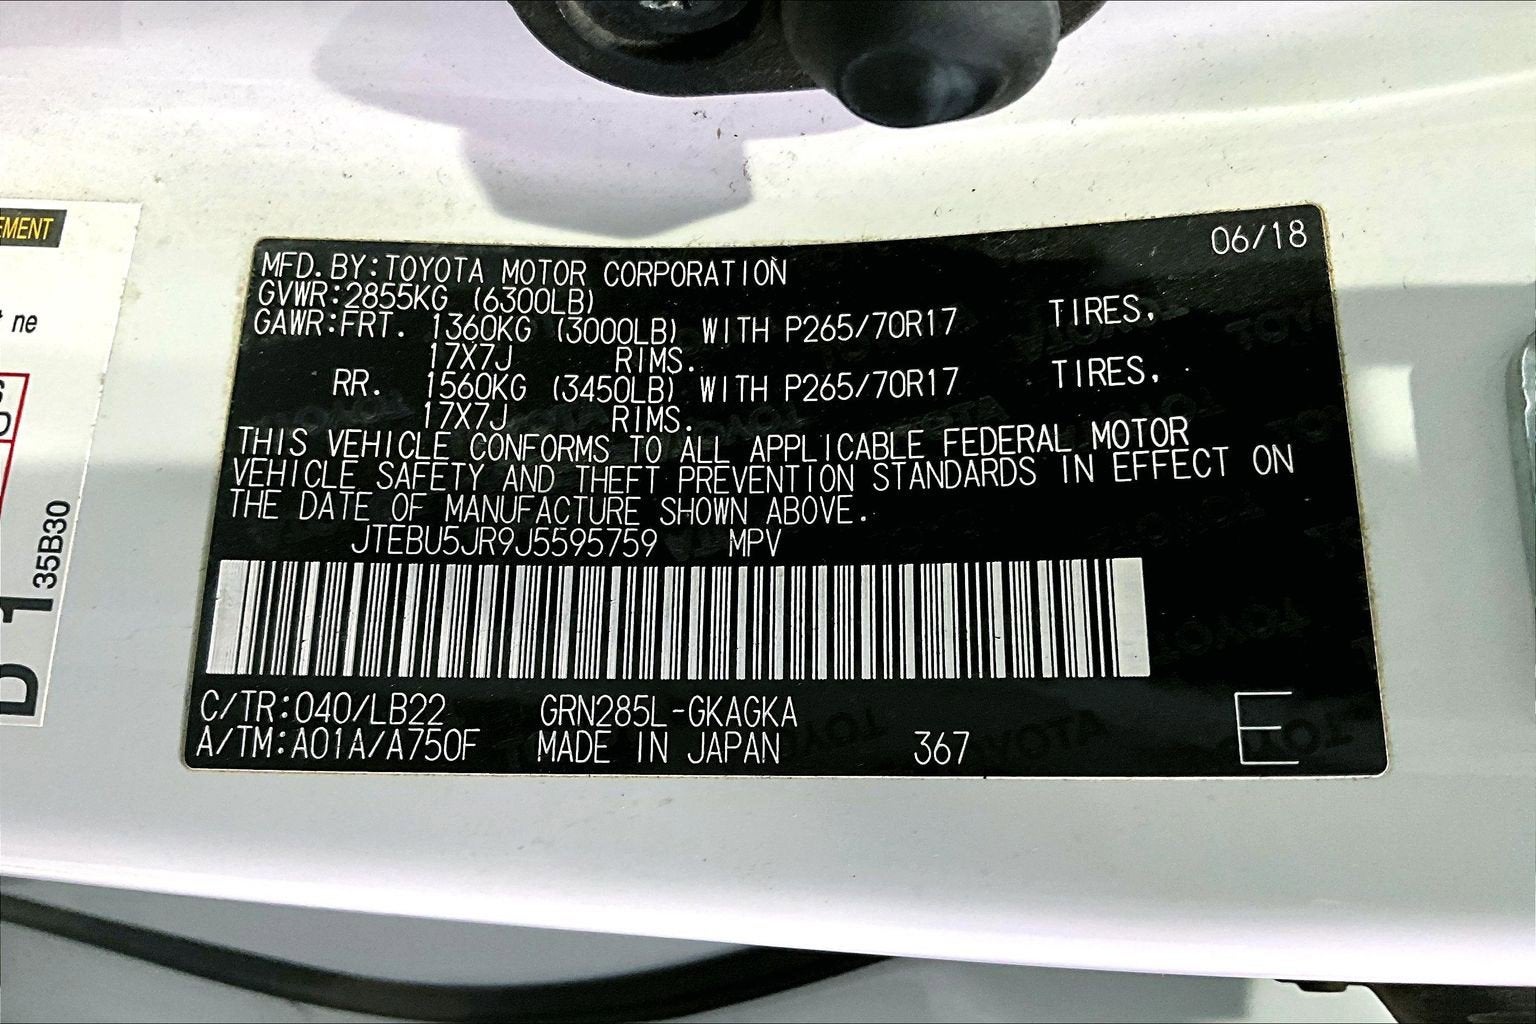 06/18
MFD.BY:TOYOTA MOTOR CORPORATION
GVWR:2855KG (6300LB)
GAWR:FRT. 1360KG (3000LB) WITH P265/70R17 TIRES,
17X7J RIMS.
RR. 1560KG (3450LB) WITH P265/70R17 TIRES,
17X7J RIMS.
THIS VEHICLE CONFORMS TO ALL APPLICABLE FEDERAL MOTOR
VEHICLE SAFETY AND THEFT PREVENTION STANDARDS IN EFFECT ON
THE DATE OF MANUFACTURE SHOWN ABOVE.
JTEBU5JR9J5595759 MPV
C/TR:040/LB22 GRN285L-GKAGKA
A/TM:A01A/A750F MADE IN JAPAN 367 E
EMENT
ne
35B30